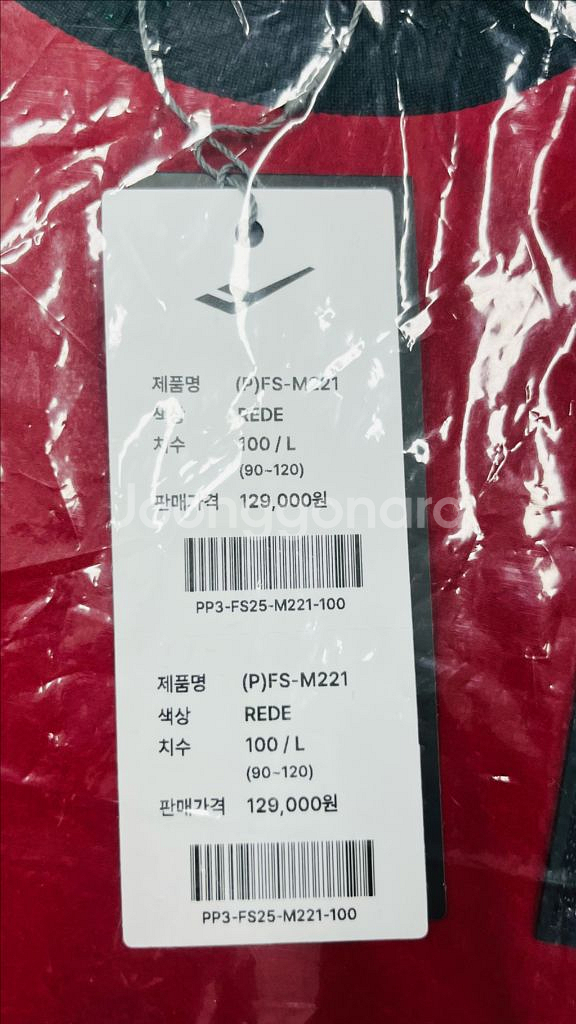 제품명 (P)FS-M221
색상 REDE
치수 100 / L
(90~120)
판매가격 129,000원
Joonggonara
PP3-FS25-M221-100
제품명 (P)FS-M221
색상 REDE
치수 100 / L
(90~120)
판매가격 129,000원
PP3-FS25-M221-100